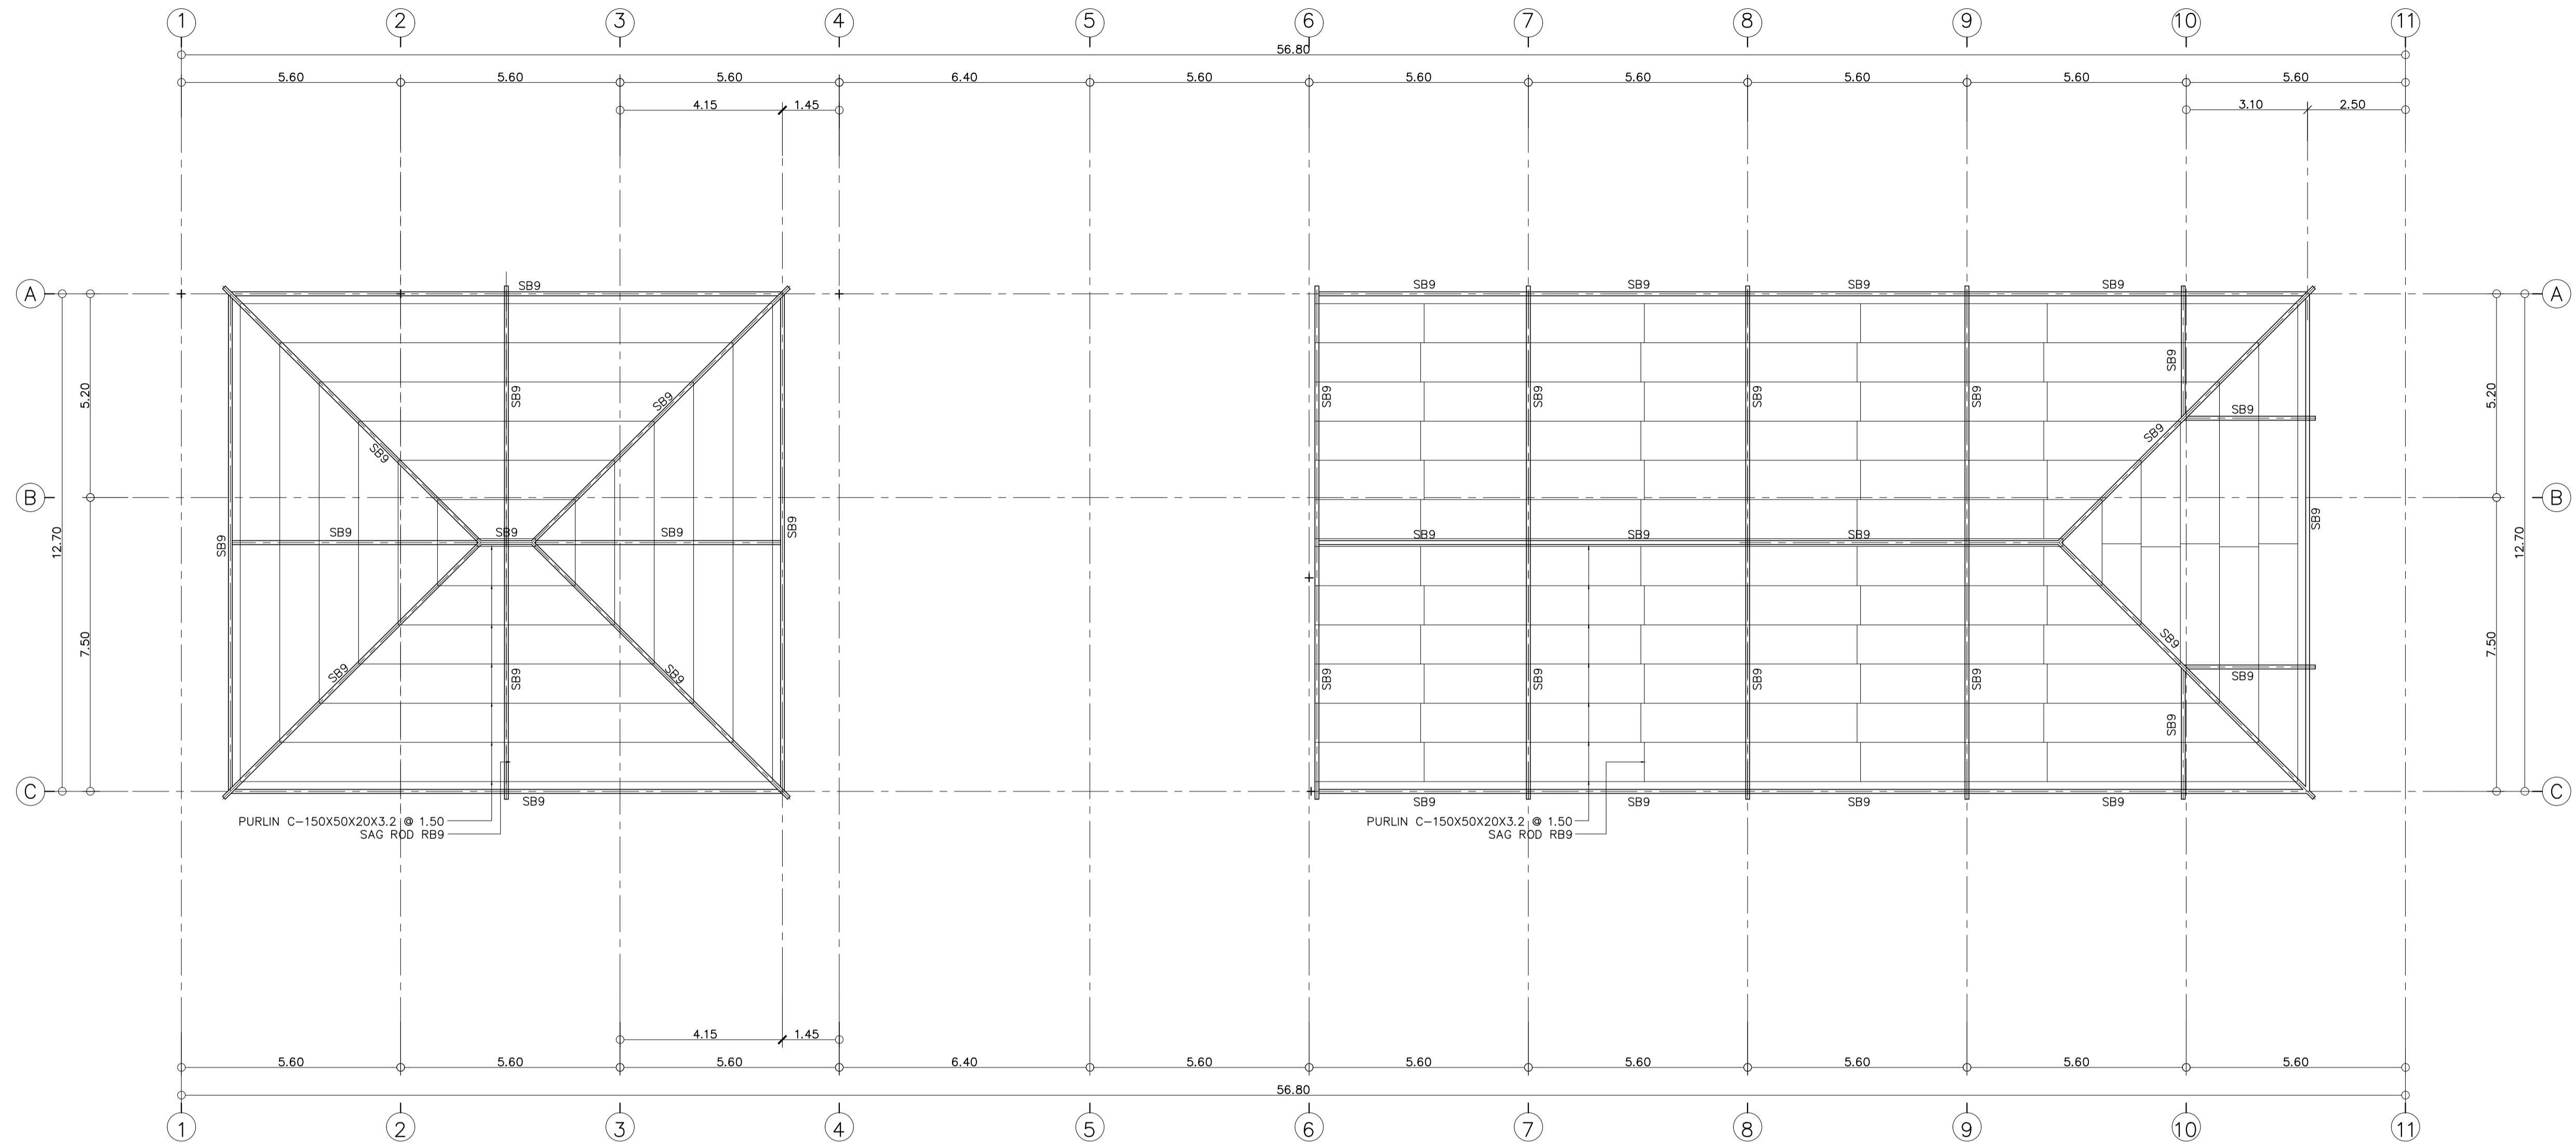 1 2 3 4 5 6 7 8 9 10 11
56.80
5.60 5.60 5.60 6.40 5.60 5.60 5.60 5.60 5.60 5.60
4.15 1.45 3.10 2.50
SB9 SB9 SB9 SB9
A SB9 A
SB9 SB9
5.20 SB9 SB9 SB9 SB9 SB9 SB9 5.20
SB9 SB9
SB9 SB9
B B
SB9 SB9
SB9 SB9 SB9 SB9 SB9 SB9
12.70 SB9 12.70
7.50 SB9 SB9 7.50
SB9 SB9 SB9 SB9 SB9 SB9 SB9 SB9
SB9
C C
SB9 SB9 SB9 SB9 SB9
PURLIN C-150X50X20X3.2 @ 1.50 PURLIN C-150X50X20X3.2 @ 1.50
SAG ROD RB9 SAG ROD RB9
4.15 1.45
5.60 5.60 5.60 6.40 5.60 5.60 5.60 5.60 5.60 5.60
56.80
1 2 3 4 5 6 7 8 9 10 11